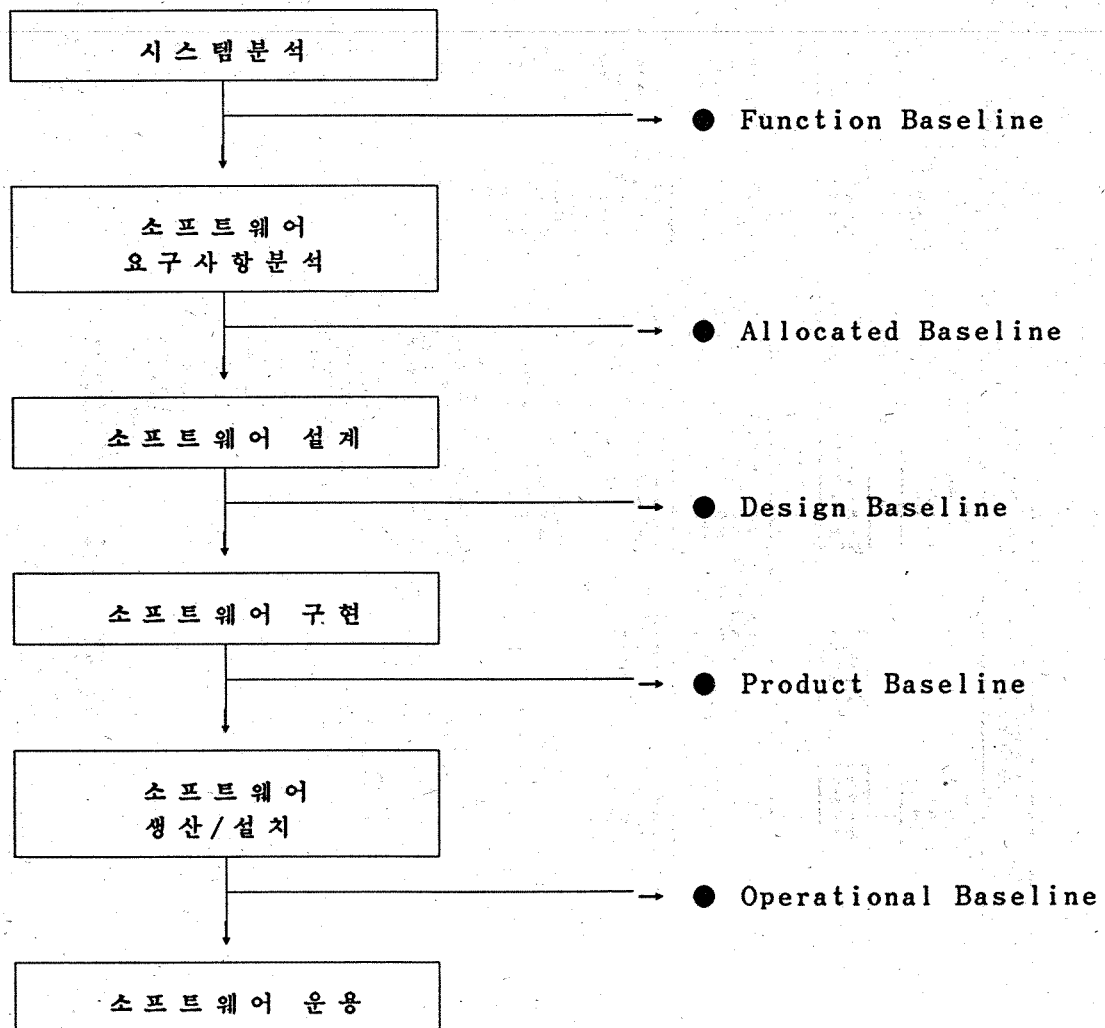 시스템분석
● Function Baseline
소프트웨어
요구사항분석
● Allocated Baseline
소프트웨어 설계
● Design Baseline
소프트웨어 구현
● Product Baseline
소프트웨어
생산/설치
● Operational Baseline
소프트웨어 운용